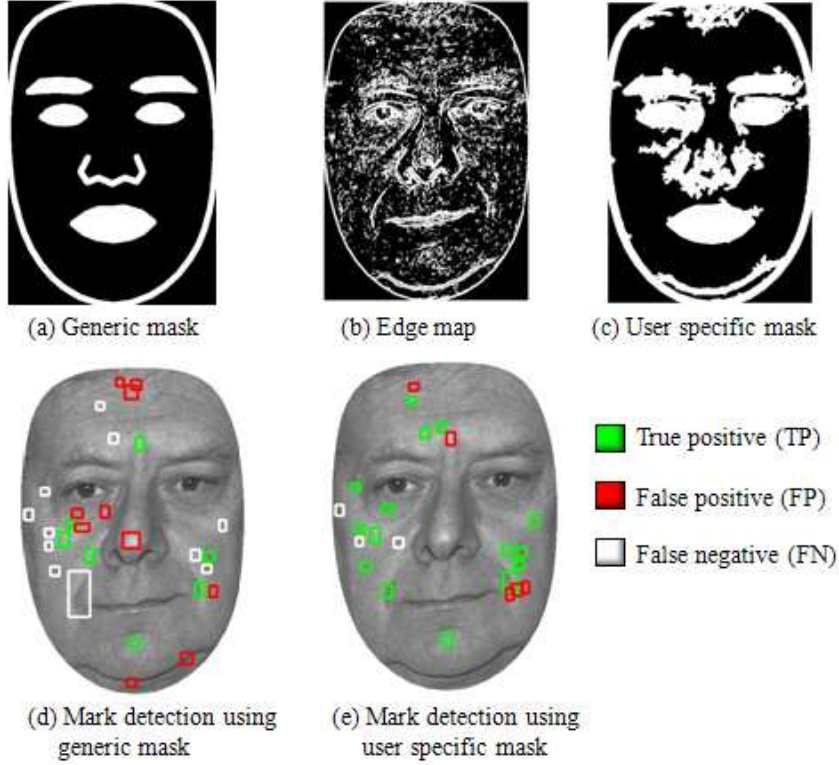 (a) Generic mask
(b) Edge map
(c) User specific mask
True positive (TP)
False positive (FP)
False negative (FN)
(d) Mark detection using
generic mask
(e) Mark detection using
user specific mask